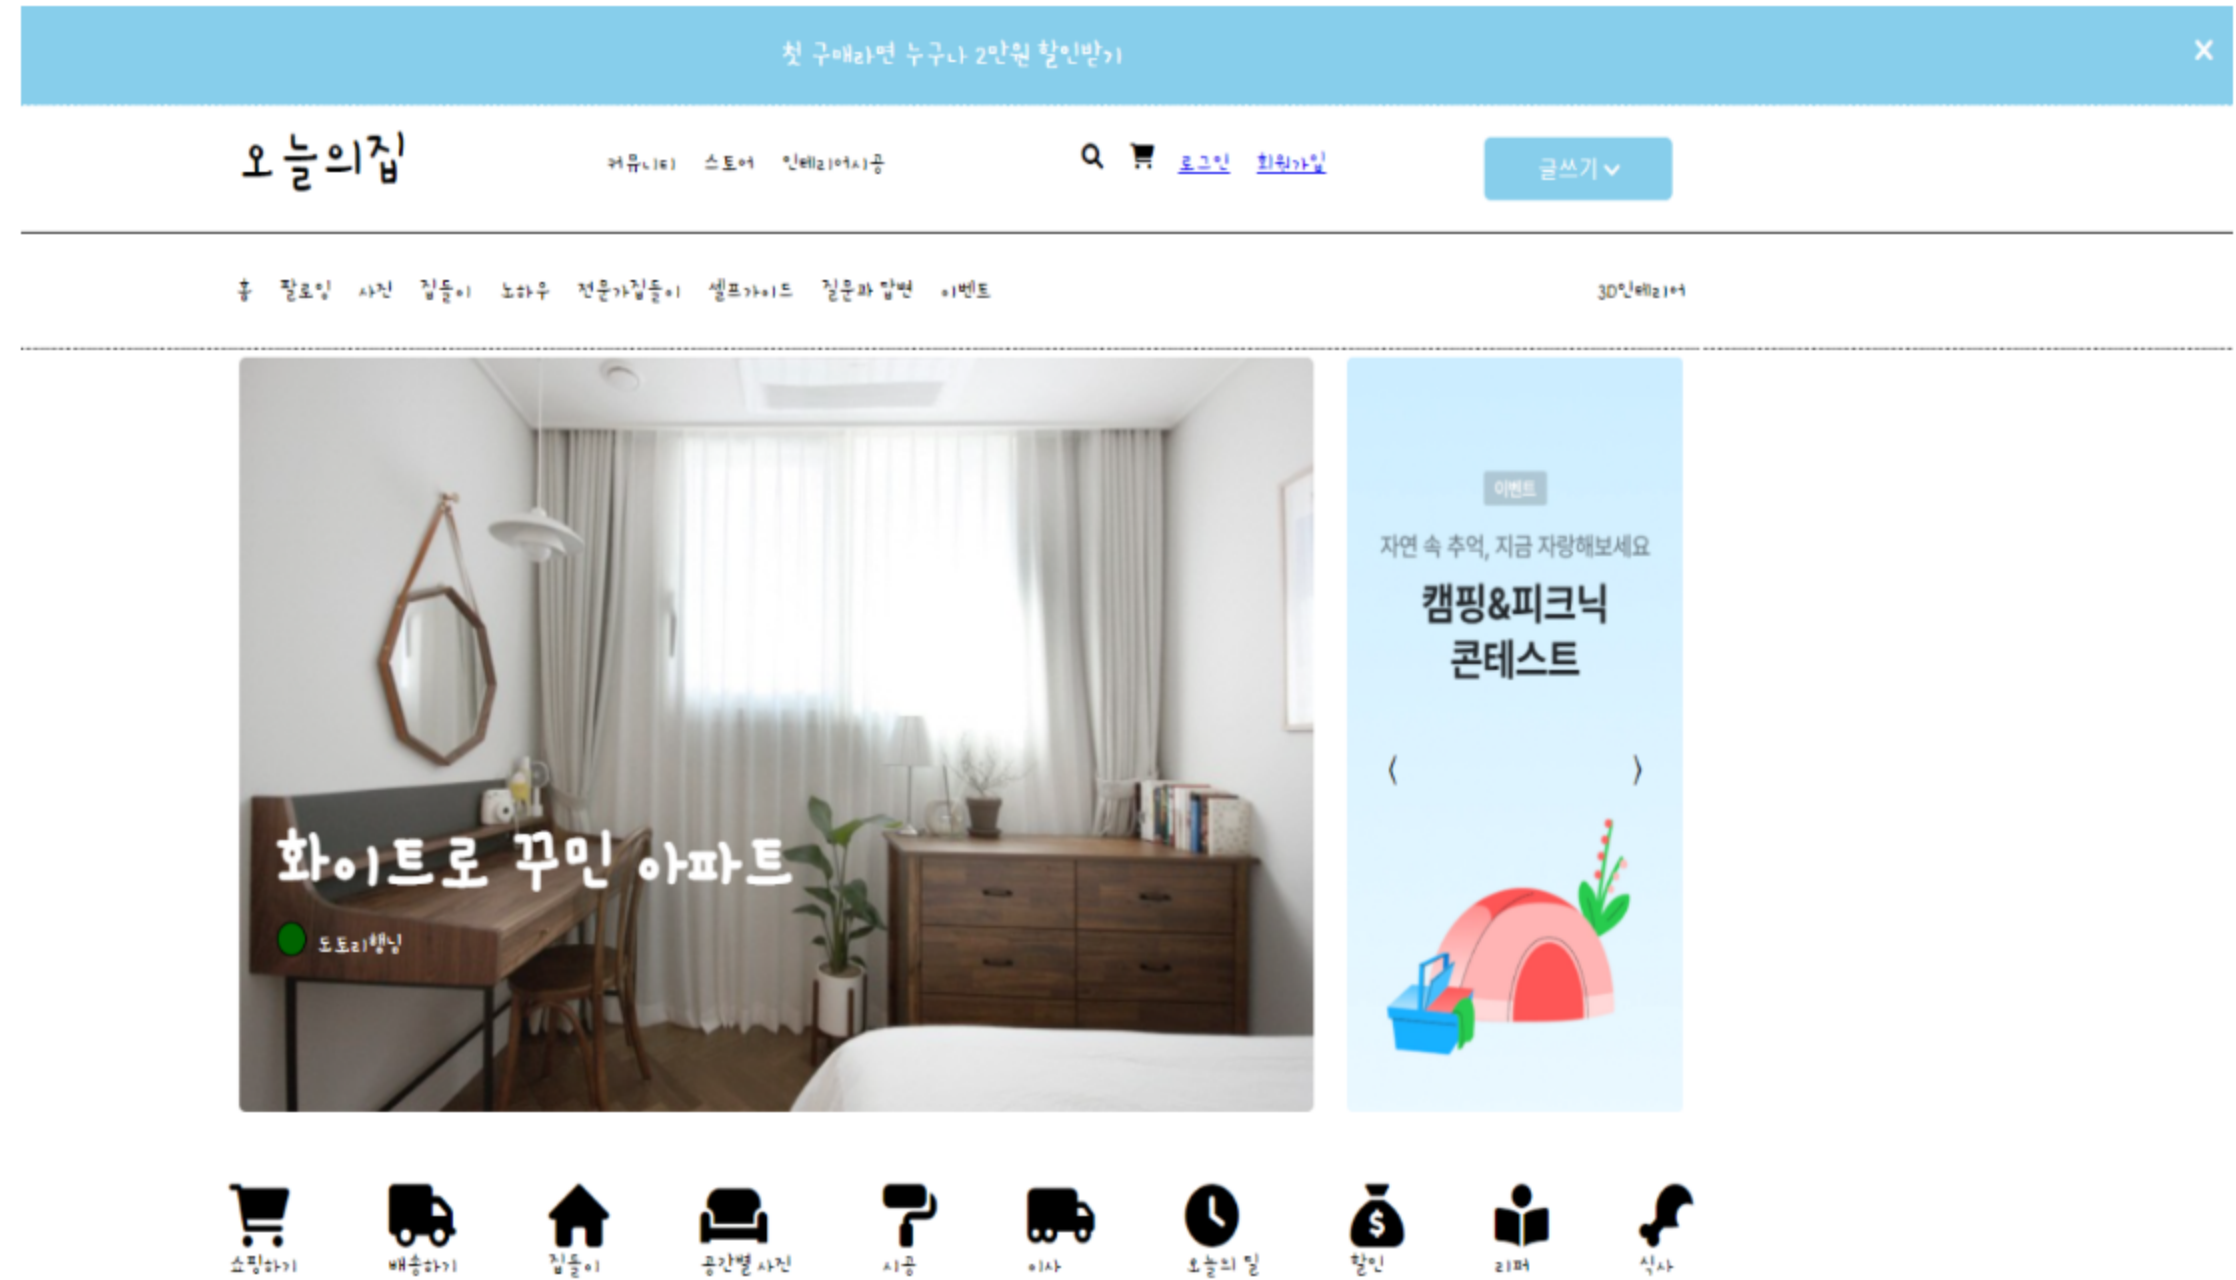 첫 구매라면 누구나 2만원 할인받기 X
오늘의집 커뮤니티 스토어 인테리어시공 로그인 회원가입 글쓰기
홈 팔로잉 사진 집들이 노하우 전문가집들이 셀프가이드 질문과 답변 이벤트 3D인테리어
이벤트
자연 속 추억, 지금 자랑해보세요
캠핑&피크닉
콘테스트
화이트로 꾸민 아파트
도토리행님
쇼핑하기 배송하기 집들이 공간별 사진 시공 이사 오늘의 딜 할인 리퍼 식사